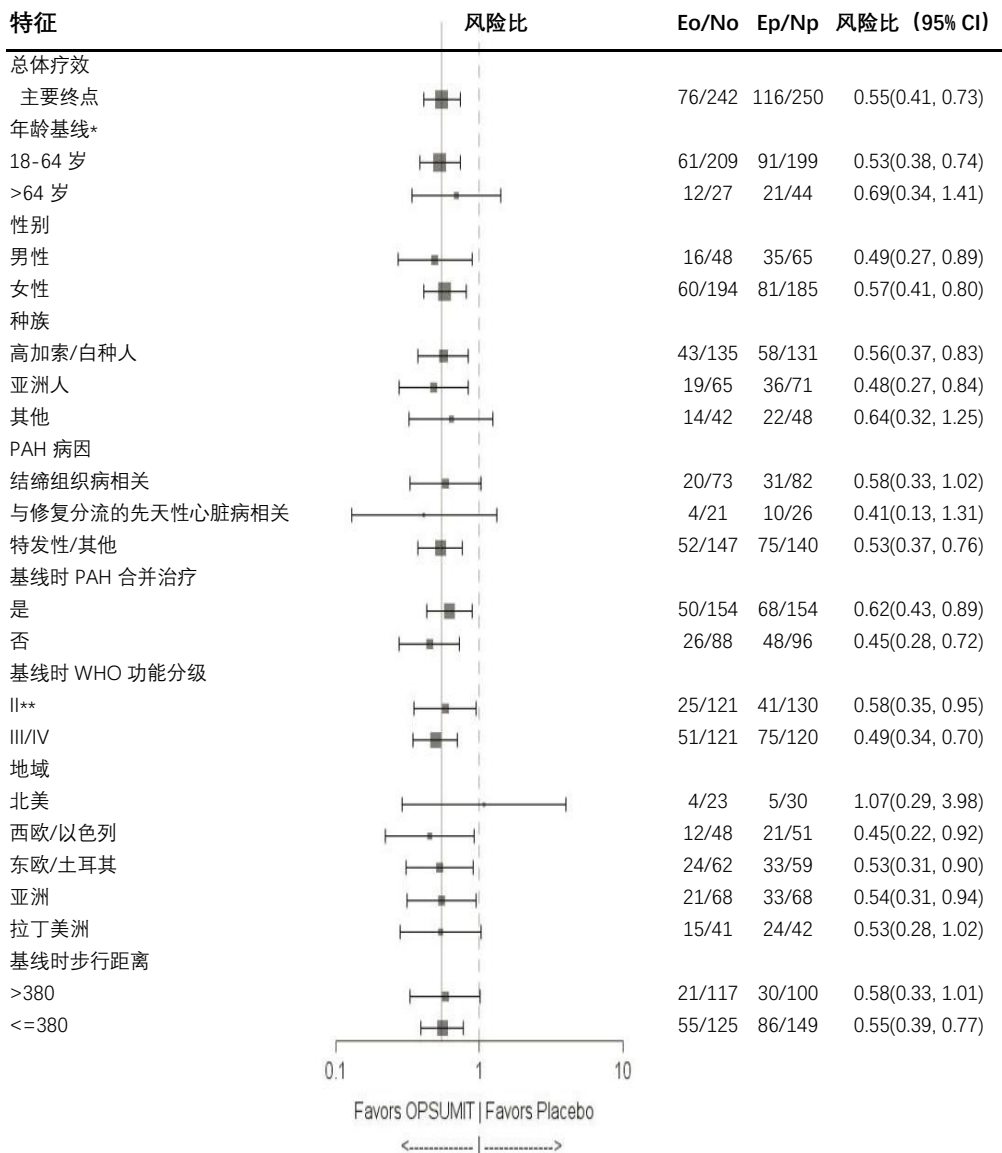 特征 风险比 Eo/No Ep/Np 风险比（95% CI）
总体疗效
主要终点 76/242 116/250 0.55(0.41, 0.73)
年龄基线*
18-64 岁 61/209 91/199 0.53(0.38, 0.74)
>64 岁 12/27 21/44 0.69(0.34, 1.41)
性别
男性 16/48 35/65 0.49(0.27, 0.89)
女性 60/194 81/185 0.57(0.41, 0.80)
种族
高加索/白种人 43/135 58/131 0.56(0.37, 0.83)
亚洲人 19/65 36/71 0.48(0.27, 0.84)
其他 14/42 22/48 0.64(0.32, 1.25)
PAH 病因
结缔组织病相关 20/73 31/82 0.58(0.33, 1.02)
与修复分流的先天性心脏病相关 4/21 10/26 0.41(0.13, 1.31)
特发性/其他 52/147 75/140 0.53(0.37, 0.76)
基线时 PAH 合并治疗
是 50/154 68/154 0.62(0.43, 0.89)
否 26/88 48/96 0.45(0.28, 0.72)
基线时 WHO 功能分级
II** 25/121 41/130 0.58(0.35, 0.95)
III/IV 51/121 75/120 0.49(0.34, 0.70)
地域
北美 4/23 5/30 1.07(0.29, 3.98)
西欧/以色列 12/48 21/51 0.45(0.22, 0.92)
东欧/土耳其 24/62 33/59 0.53(0.31, 0.90)
亚洲 21/68 33/68 0.54(0.31, 0.94)
拉丁美洲 15/41 24/42 0.53(0.28, 1.02)
基线时步行距离
>380 21/117 30/100 0.58(0.33, 1.01)
<=380 55/125 86/149 0.55(0.39, 0.77)
0.1 1 10
Favors OPSUMIT | Favors Placebo
<------------- | ------------->